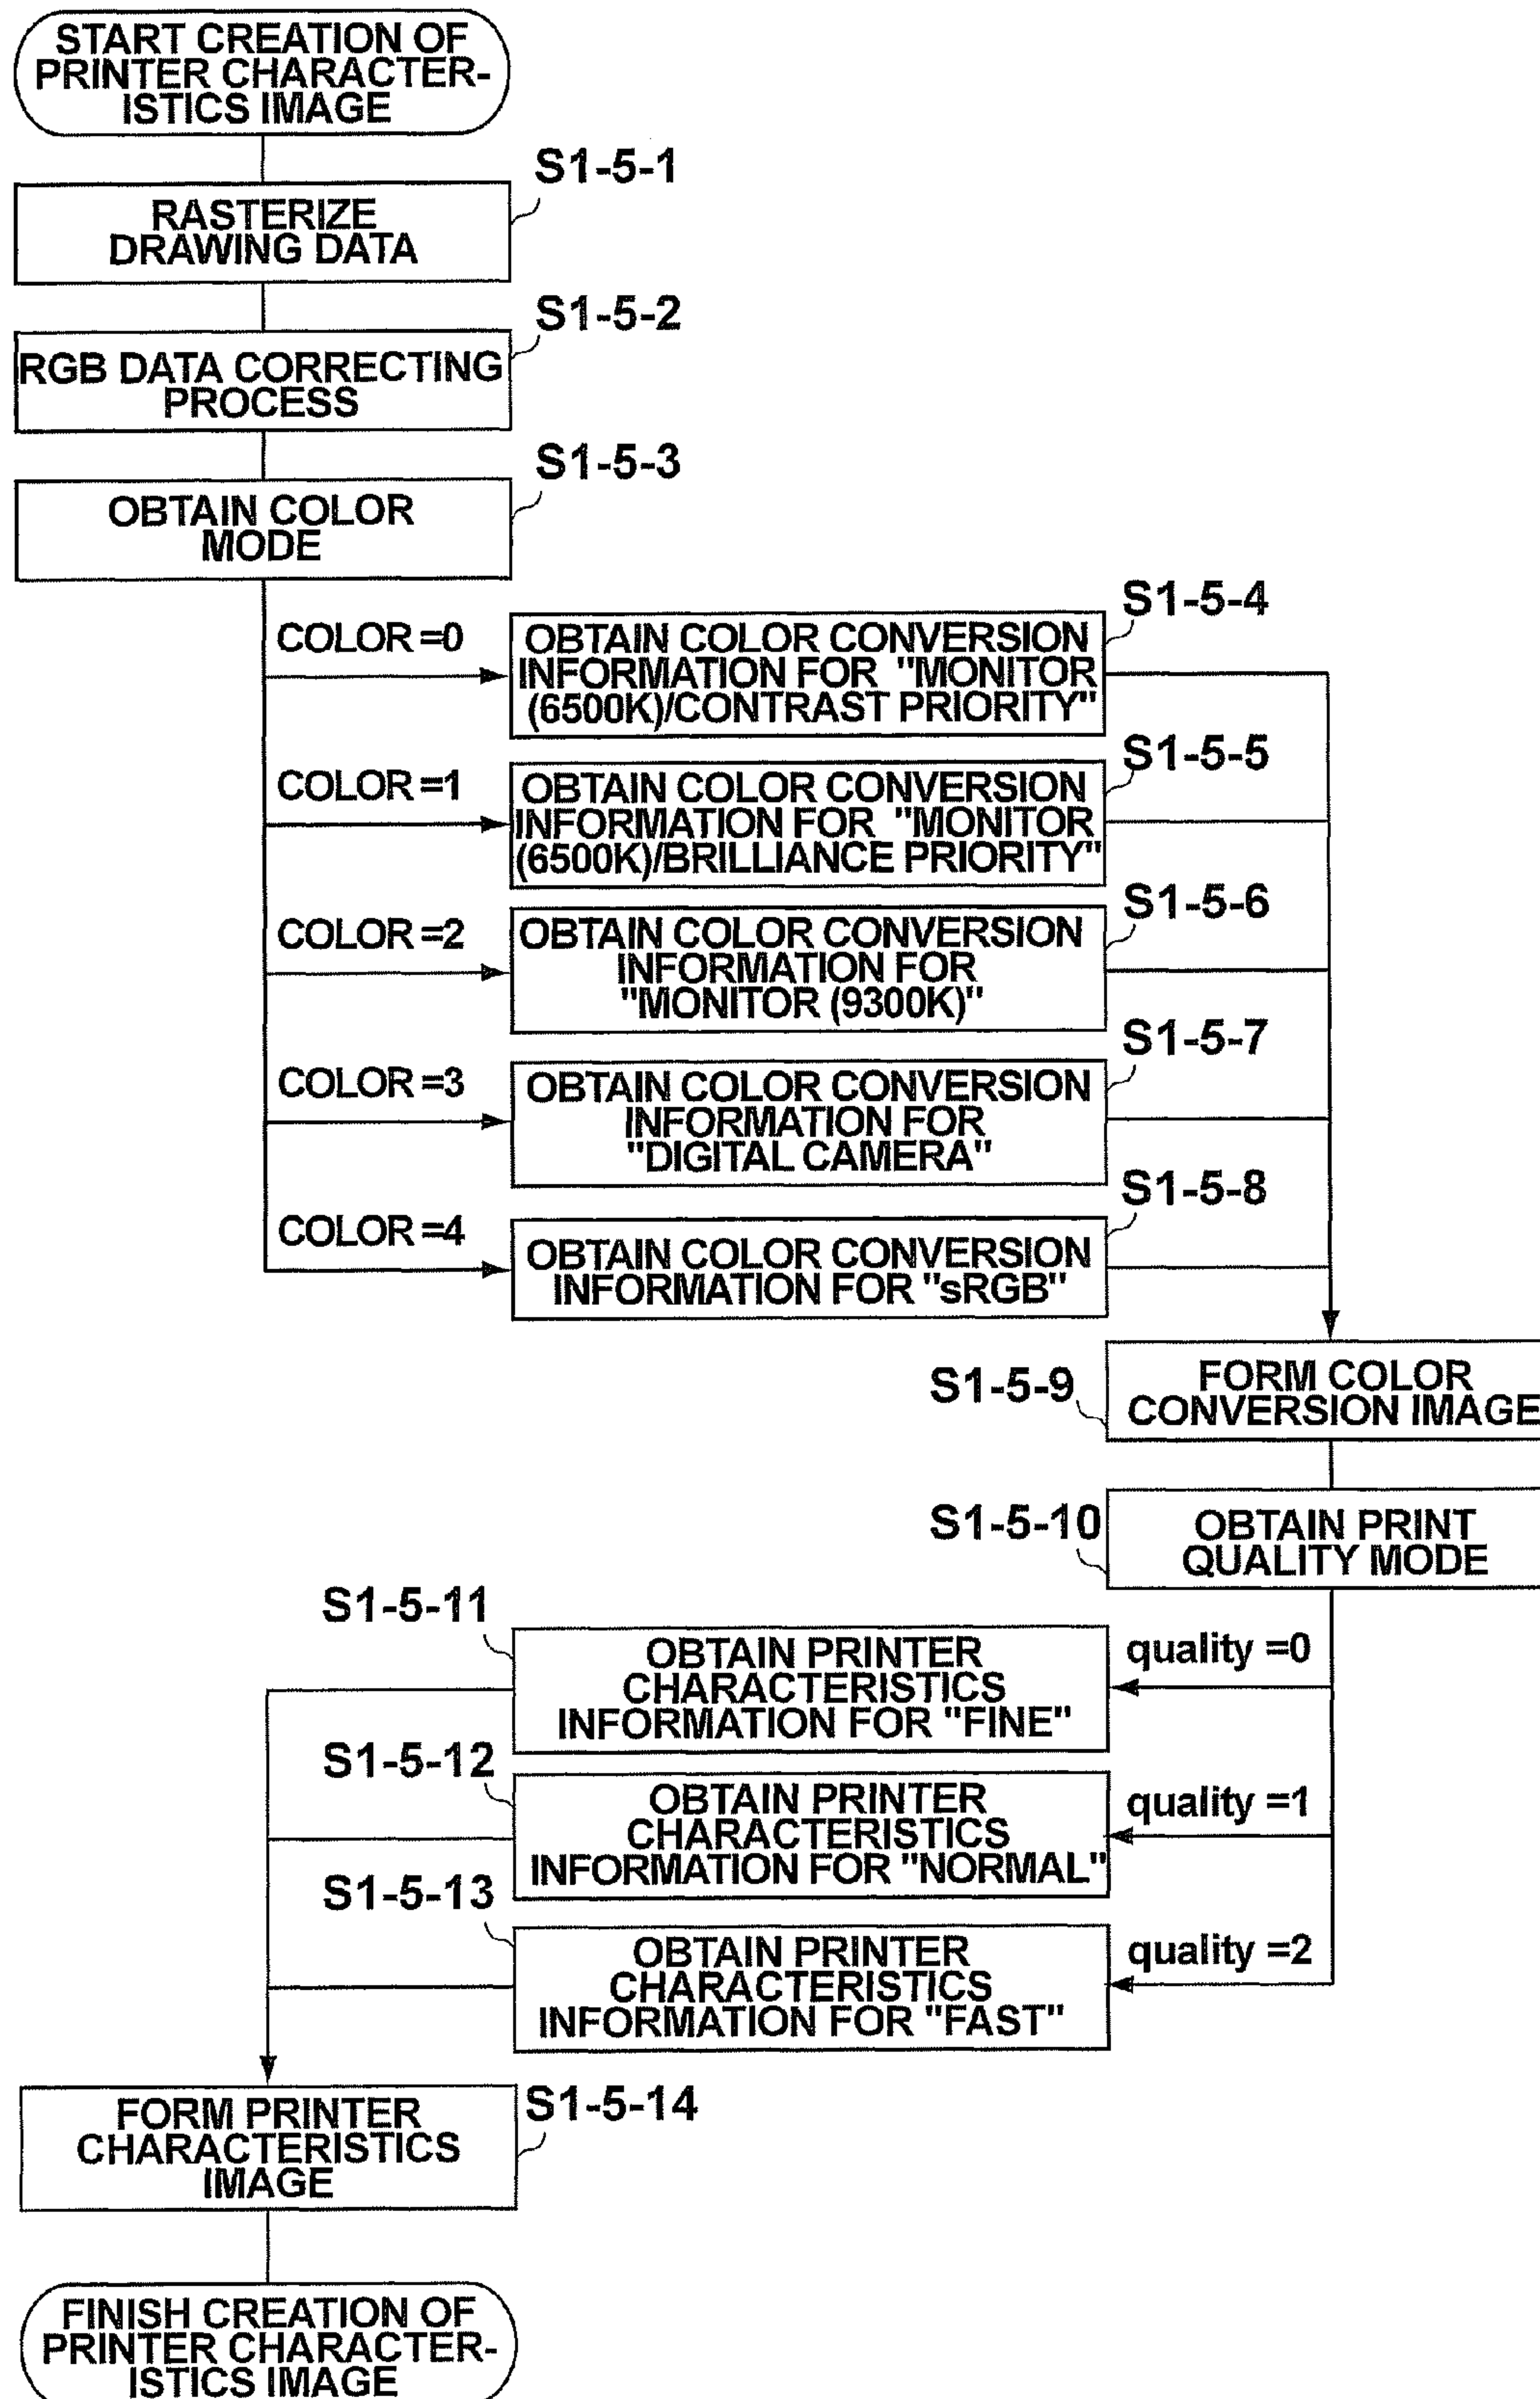 START CREATION OF
PRINTER CHARACTER-
ISTICS IMAGE
S1-5-1
RASTERIZE
DRAWING DATA
S1-5-2
RGB DATA CORRECTING
PROCESS
S1-5-3
OBTAIN COLOR
MODE
S1-5-4
COLOR =0
OBTAIN COLOR CONVERSION
INFORMATION FOR "MONITOR
(6500K)/CONTRAST PRIORITY"
S1-5-5
COLOR =1
OBTAIN COLOR CONVERSION
INFORMATION FOR "MONITOR
(6500K)/BRILLIANCE PRIORITY"
S1-5-6
COLOR =2
OBTAIN COLOR CONVERSION
INFORMATION FOR
"MONITOR (9300K)"
S1-5-7
COLOR =3
OBTAIN COLOR CONVERSION
INFORMATION FOR
"DIGITAL CAMERA"
S1-5-8
COLOR =4
OBTAIN COLOR CONVERSION
INFORMATION FOR "sRGB"
S1-5-9
FORM COLOR
CONVERSION IMAGE
S1-5-10
OBTAIN PRINT
QUALITY MODE
S1-5-11
quality =0
OBTAIN PRINTER
CHARACTERISTICS
INFORMATION FOR "FINE"
S1-5-12
quality =1
OBTAIN PRINTER
CHARACTERISTICS
INFORMATION FOR "NORMAL"
S1-5-13
quality =2
OBTAIN PRINTER
CHARACTERISTICS
INFORMATION FOR "FAST"
S1-5-14
FORM PRINTER
CHARACTERISTICS
IMAGE
FINISH CREATION OF
PRINTER CHARACTER-
ISTICS IMAGE